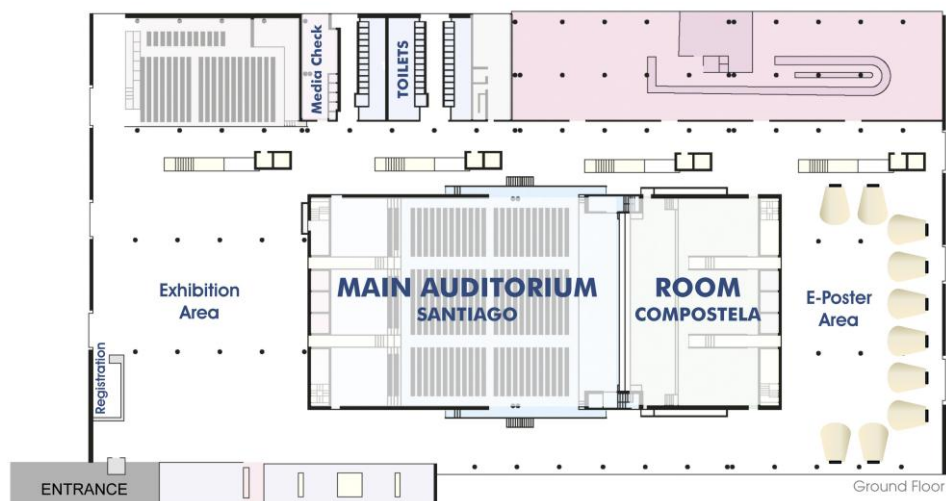 Media Check
TOILETS
Exhibition
Area
MAIN AUDITORIUM
SANTIAGO
ROOM
COMPOSTELA
E-Poster
Area
Registration
ENTRANCE
Ground Floor